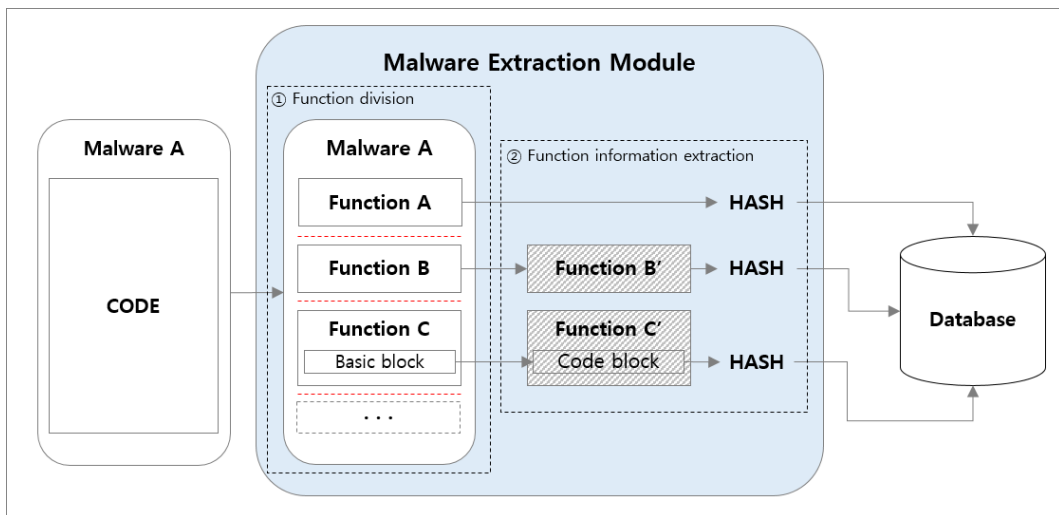 Malware Extraction Module
① Function division
Malware A
CODE
Malware A
Function A
Function B
Function C
Basic block
· · ·
② Function information extraction
HASH
Function B′
HASH
Function C′
Code block
HASH
Database